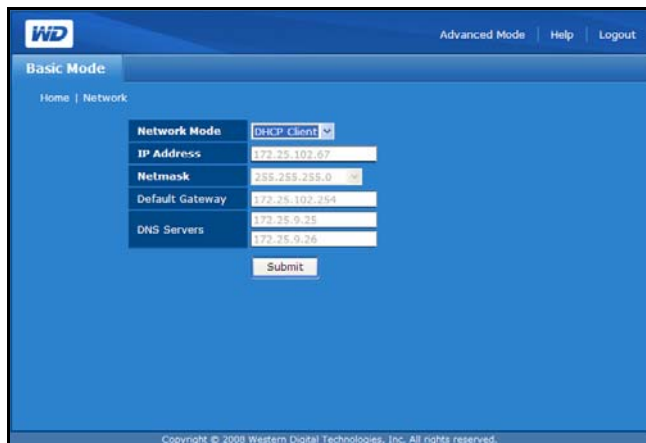 WD
Advanced Mode | Help | Logout
Basic Mode
Home | Network
Network Mode DHCP Client
IP Address 172.25.102.67
Netmask 255.255.255.0
Default Gateway 172.25.102.254
DNS Servers 172.25.9.25
172.25.9.26
Submit
Copyright © 2008 Western Digital Technologies, Inc. All rights reserved.